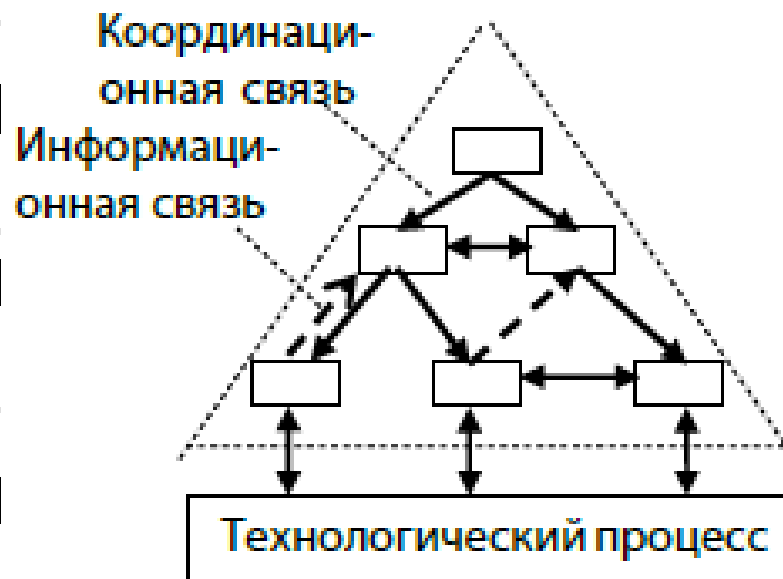 Координаци-
онная связь
Информаци-
онная связь
Технологический процесс